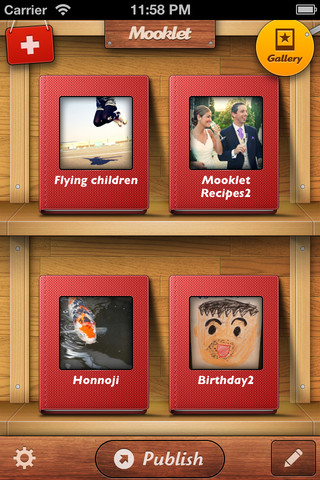 Carrier 11:58 PM
Mooklet
Gallery
Flying children
Mooklet
Recipes2
Honnoji
Birthday2
Publish